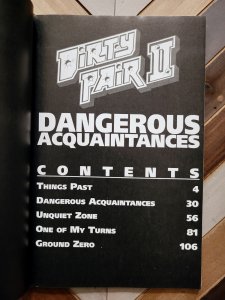 DIRTY
PAIR II
DANGEROUS
ACQUAINTANCES
CONTENTS
THINGS PAST 4
DANGEROUS ACQUAINTANCES 30
UNQUIET ZONE 56
ONE OF MY TURNS 81
GROUND ZERO 106